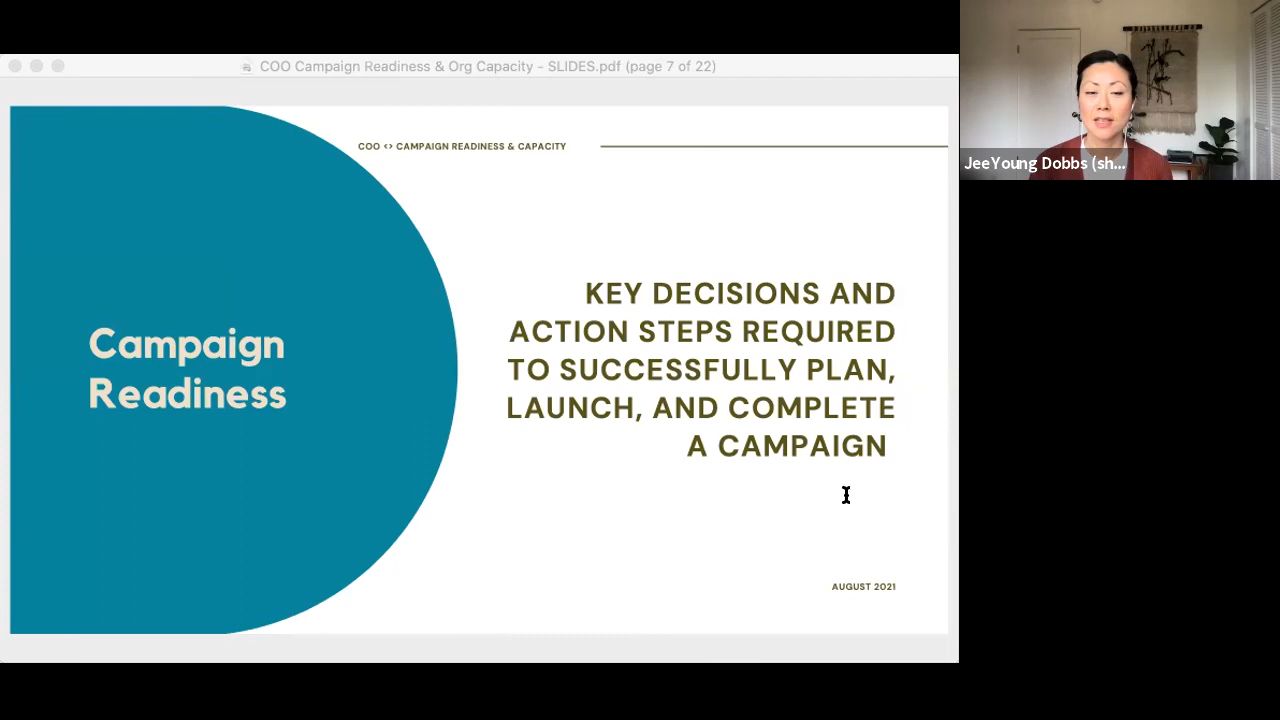 COO Campaign Readiness & Org Capacity - SLIDES.pdf (page 7 of 22)
COO <> CAMPAIGN READINESS & CAPACITY
Campaign
Readiness
KEY DECISIONS AND
ACTION STEPS REQUIRED
TO SUCCESSFULLY PLAN,
LAUNCH, AND COMPLETE
A CAMPAIGN
AUGUST 2021
JeeYoung Dobbs (sh...